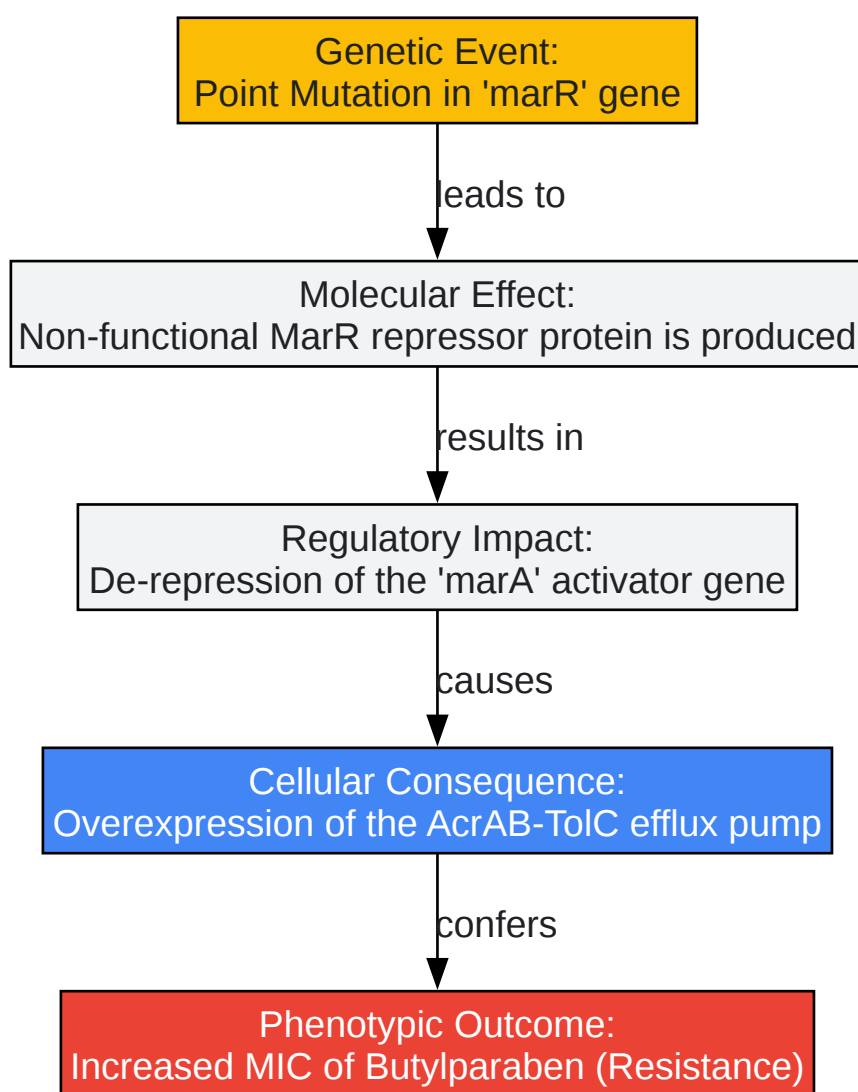 Genetic Event:
Point Mutation in 'marR' gene
leads to
Molecular Effect:
Non-functional MarR repressor protein is produced
results in
Regulatory Impact:
De-repression of the 'marA' activator gene
causes
Cellular Consequence:
Overexpression of the AcrAB-TolC efflux pump
confers
Phenotypic Outcome:
Increased MIC of Butylparaben (Resistance)